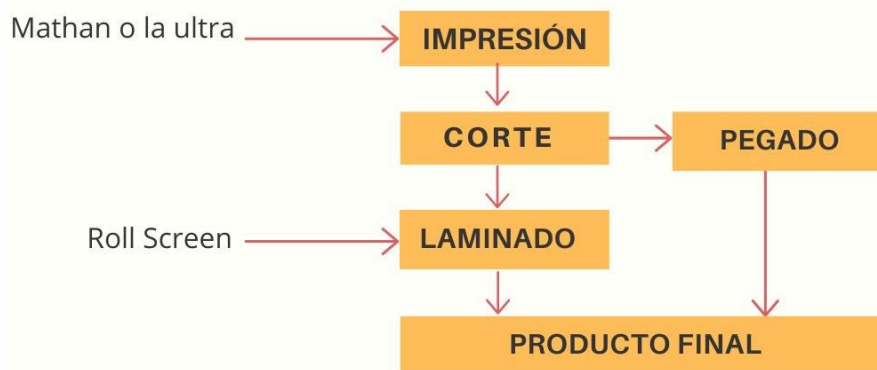 Mathan o la ultra
IMPRESIÓN
CORTE
PEGADO
Roll Screen
LAMINADO
PRODUCTO FINAL